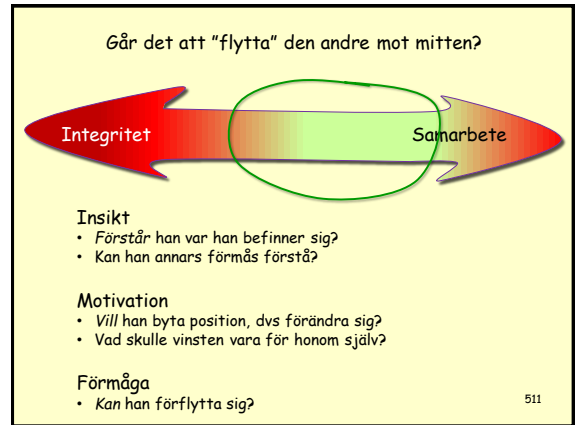 Går det att ”flytta” den andre mot mitten?
Integritet
Samarbete
Insikt
• Förstår han var han befinner sig?
• Kan han annars förmås förstå?
Motivation
• Vill han byta position, dvs förändra sig?
• Vad skulle vinsten vara för honom själv?
Förmåga
• Kan han förflytta sig?
511